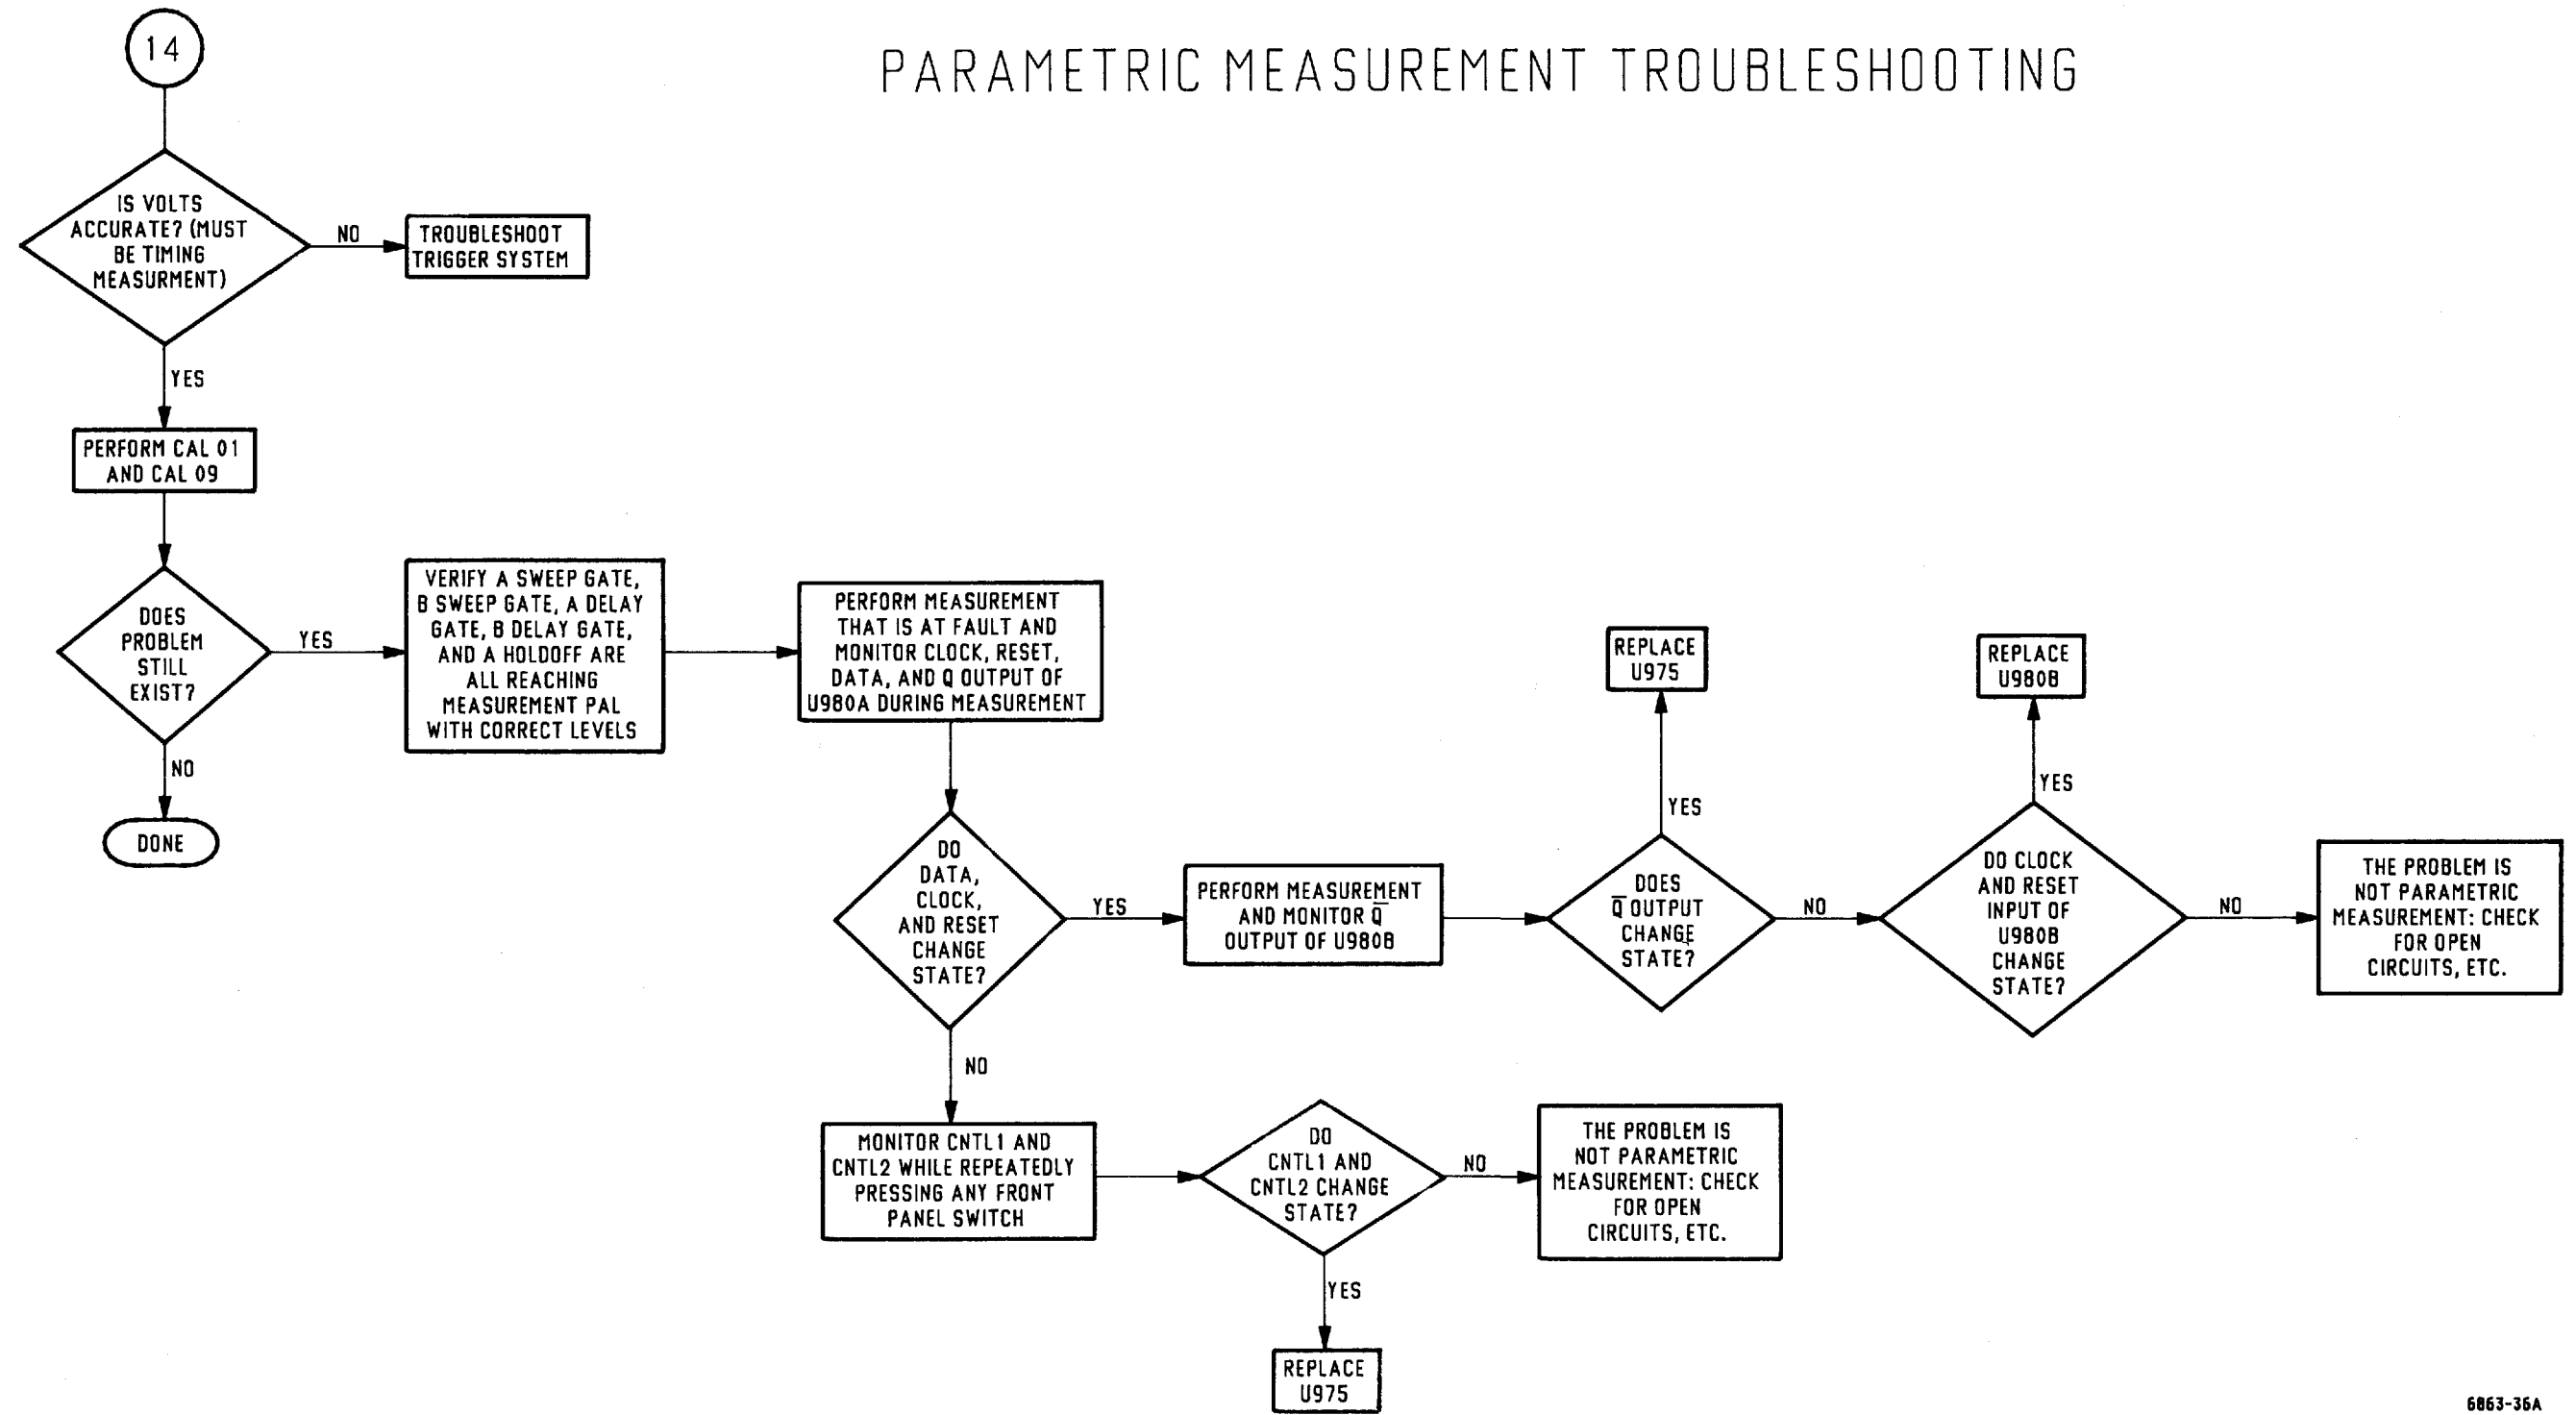 14
PARAMETRIC MEASUREMENT TROUBLESHOOTING
IS VOLTS
ACCURATE? (MUST
BE TIMING
MEASURMENT)
NO
TROUBLESHOOT
TRIGGER SYSTEM
YES
PERFORM CAL 01
AND CAL 09
DOES
PROBLEM
STILL
EXIST?
NO
DONE
YES
VERIFY A SWEEP GATE,
B SWEEP GATE, A DELAY
GATE, B DELAY GATE,
AND A HOLDOFF ARE
ALL REACHING
MEASUREMENT PAL
WITH CORRECT LEVELS
PERFORM MEASUREMENT
THAT IS AT FAULT AND
MONITOR CLOCK, RESET,
DATA, AND Q OUTPUT OF
U980A DURING MEASUREMENT
DO
DATA,
CLOCK,
AND RESET
CHANGE
STATE?
YES
PERFORM MEASUREMENT
AND MONITOR Q̅
OUTPUT OF U980B
DOES
Q̅ OUTPUT
CHANGE
STATE?
YES
REPLACE
U975
NO
DO CLOCK
AND RESET
INPUT OF
U980B
CHANGE
STATE?
YES
REPLACE
U980B
NO
THE PROBLEM IS
NOT PARAMETRIC
MEASUREMENT: CHECK
FOR OPEN
CIRCUITS, ETC.
NO
MONITOR CNTL1 AND
CNTL2 WHILE REPEATEDLY
PRESSING ANY FRONT
PANEL SWITCH
DO
CNTL1 AND
CNTL2 CHANGE
STATE?
NO
THE PROBLEM IS
NOT PARAMETRIC
MEASUREMENT: CHECK
FOR OPEN
CIRCUITS, ETC.
YES
REPLACE
U975
6863-36A